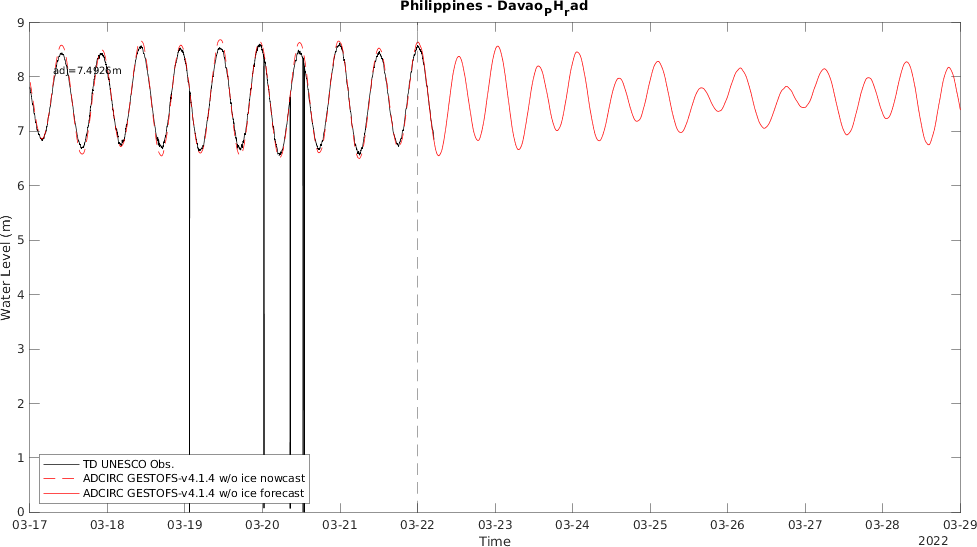 Philippines - DavaoPHrad
9
8
7
6
5
4
3
2
1
0
Water Level (m)
adj=7.4926m
TD UNESCO Obs.
ADCIRC GESTOFS-v4.1.4 w/o ice nowcast
ADCIRC GESTOFS-v4.1.4 w/o ice forecast
03-17 03-18 03-19 03-20 03-21 03-22 03-23 03-24 03-25 03-26 03-27 03-28 03-29
Time
2022